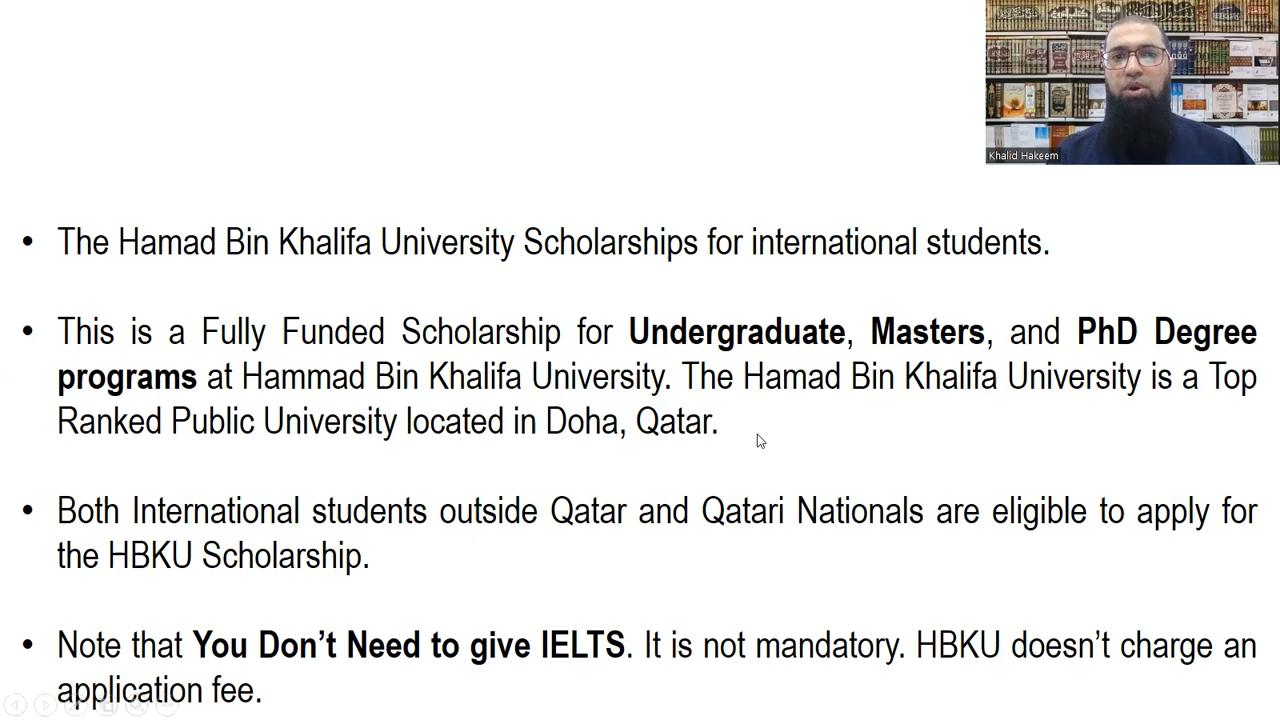 Khalid Hakeem
• The Hamad Bin Khalifa University Scholarships for international students.
• This is a Fully Funded Scholarship for Undergraduate, Masters, and PhD Degree
programs at Hammad Bin Khalifa University. The Hamad Bin Khalifa University is a Top
Ranked Public University located in Doha, Qatar.
• Both International students outside Qatar and Qatari Nationals are eligible to apply for
the HBKU Scholarship.
• Note that You Don’t Need to give IELTS. It is not mandatory. HBKU doesn’t charge an
application fee.